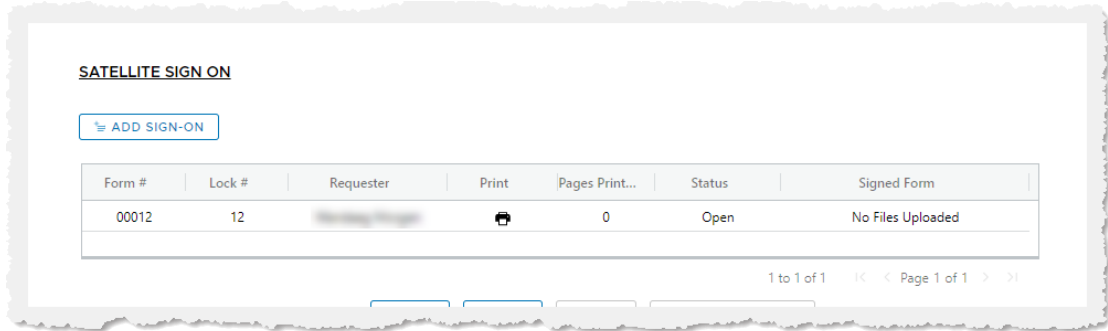 SATELLITE SIGN ON
ADD SIGN-ON
Form # Lock # Requester Print Pages Print... Status Signed Form
00012 12 0 Open No Files Uploaded
1 to 1 of 1 Page 1 of 1